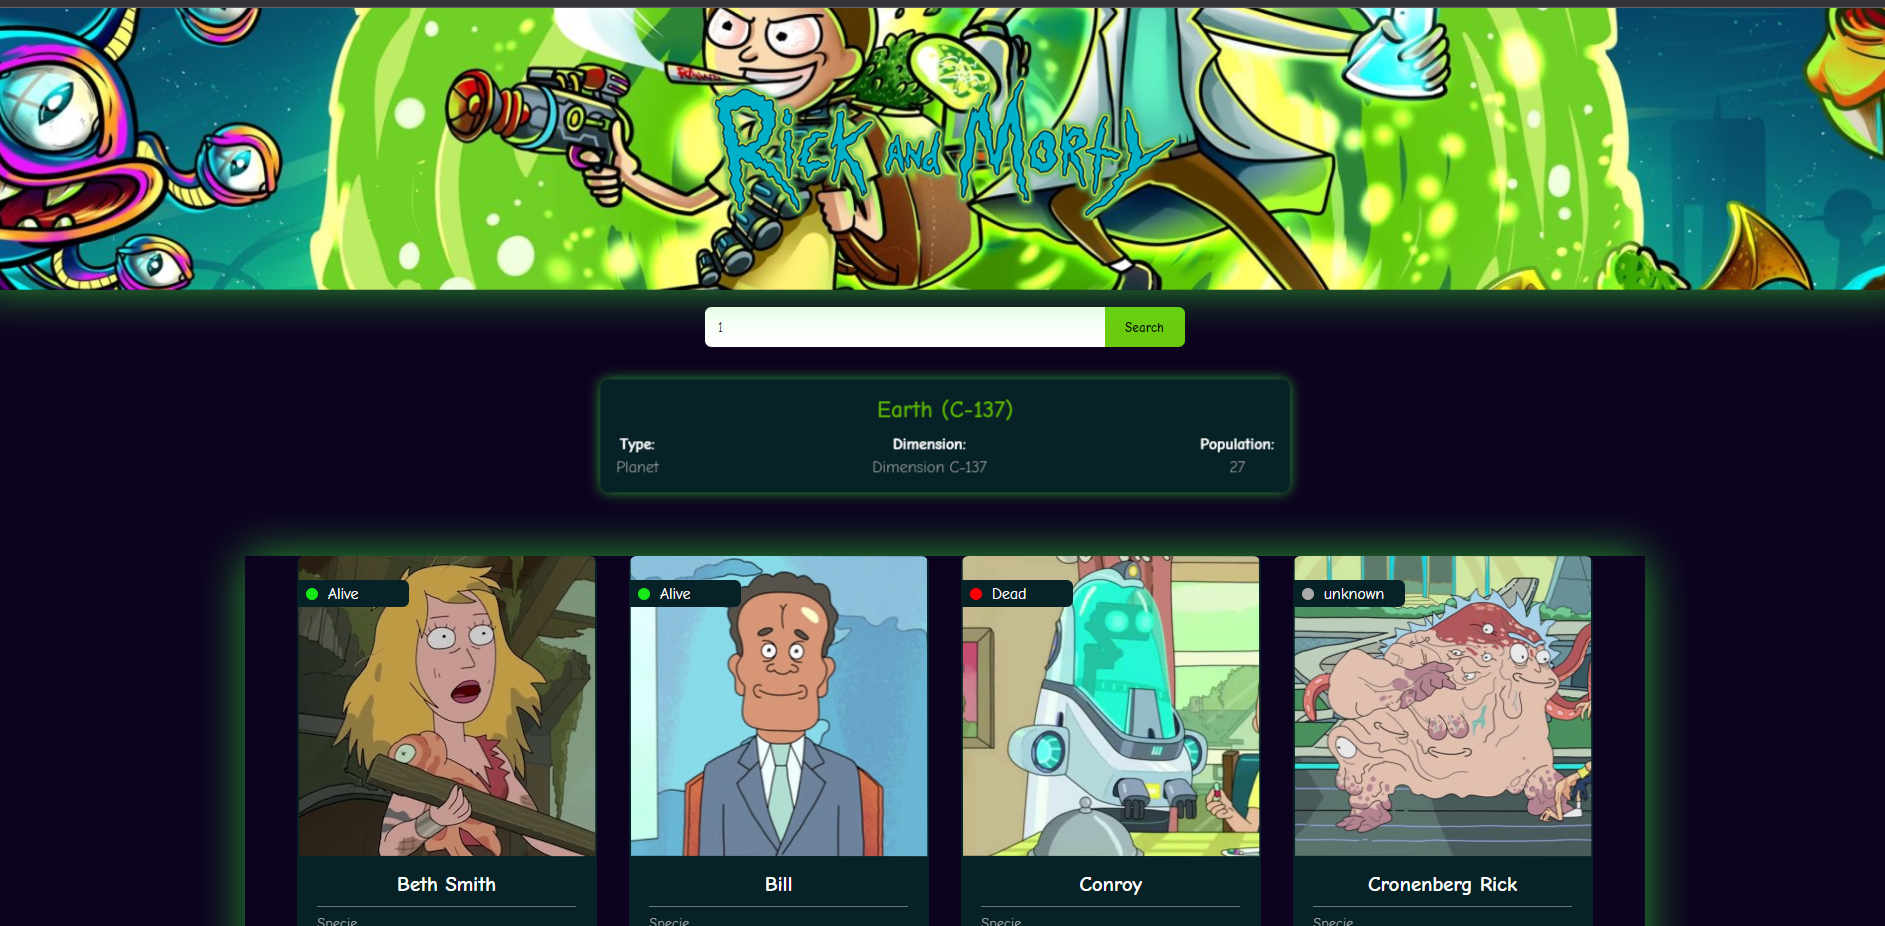 Rick and Morty
1
Search
Earth (C-137)
Type: Dimension: Population:
Planet Dimension C-137 27
Alive
Alive
Dead
unknown
Beth Smith
Bill
Conroy
Cronenberg Rick
Specie
Specie
Specie
Specie